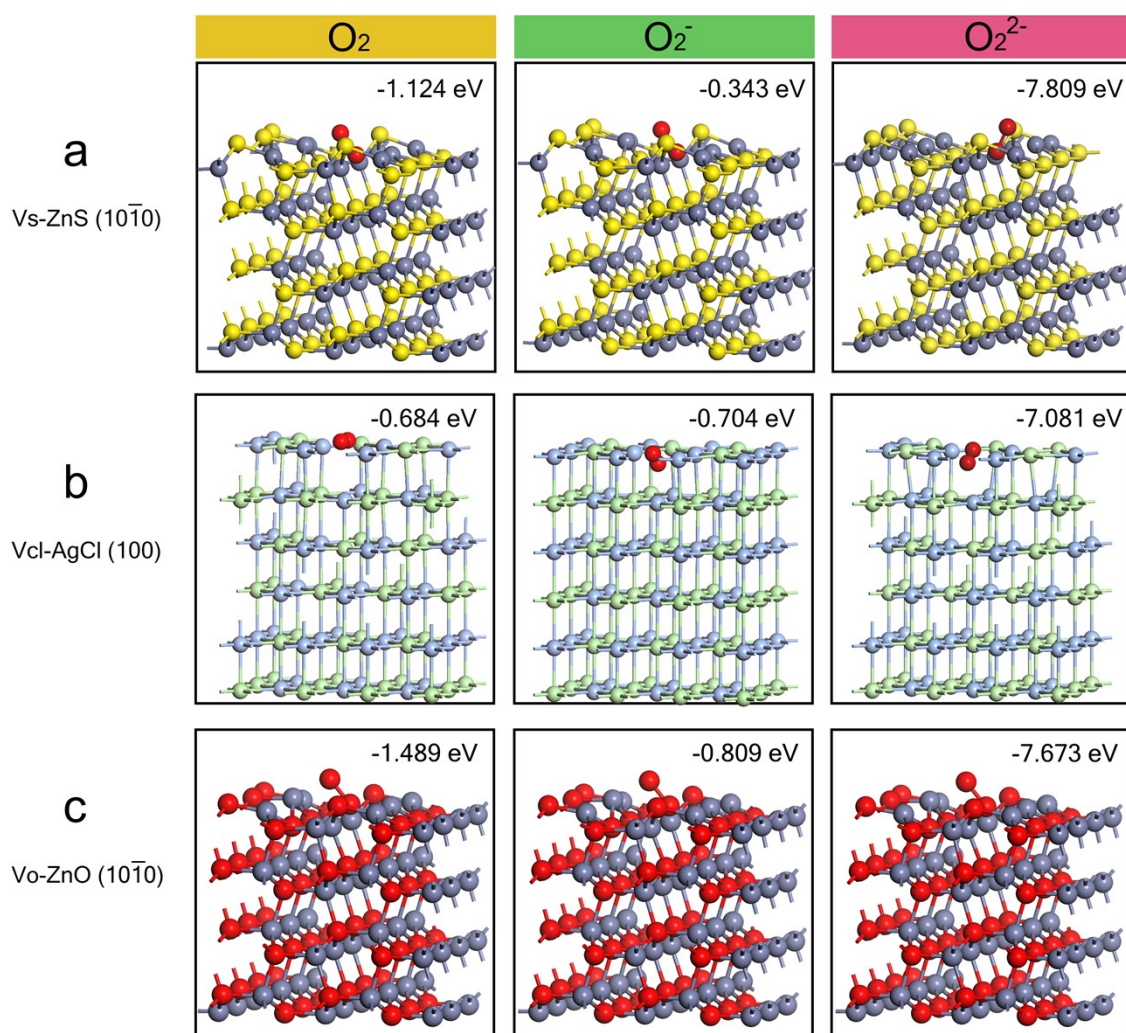 O₂ O₂⁻ O₂²⁻
a
Vs-ZnS (101̅0)
-1.124 eV -0.343 eV -7.809 eV
b
Vcl-AgCl (100)
-0.684 eV -0.704 eV -7.081 eV
c
Vo-ZnO (101̅0)
-1.489 eV -0.809 eV -7.673 eV